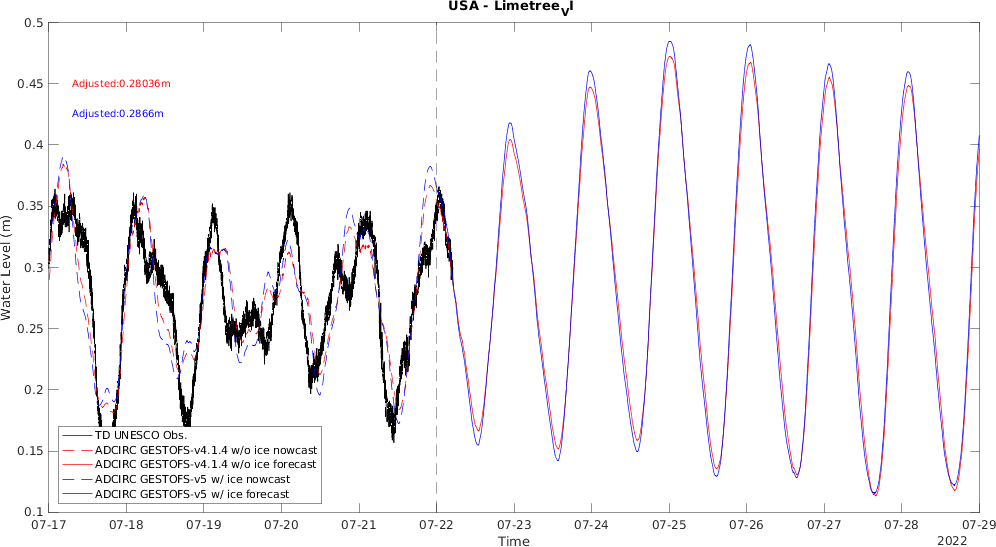 USA - LimetreevI
0.5
0.45
0.4
0.35
0.3
0.25
0.2
0.15
0.1
Water Level (m)
Adjusted:0.28036m
Adjusted:0.2866m
TD UNESCO Obs.
ADCIRC GESTOFS-v4.1.4 w/o ice nowcast
ADCIRC GESTOFS-v4.1.4 w/o ice forecast
ADCIRC GESTOFS-v5 w/ ice nowcast
ADCIRC GESTOFS-v5 w/ ice forecast
07-17 07-18 07-19 07-20 07-21 07-22 07-23 07-24 07-25 07-26 07-27 07-28 07-29
Time
2022